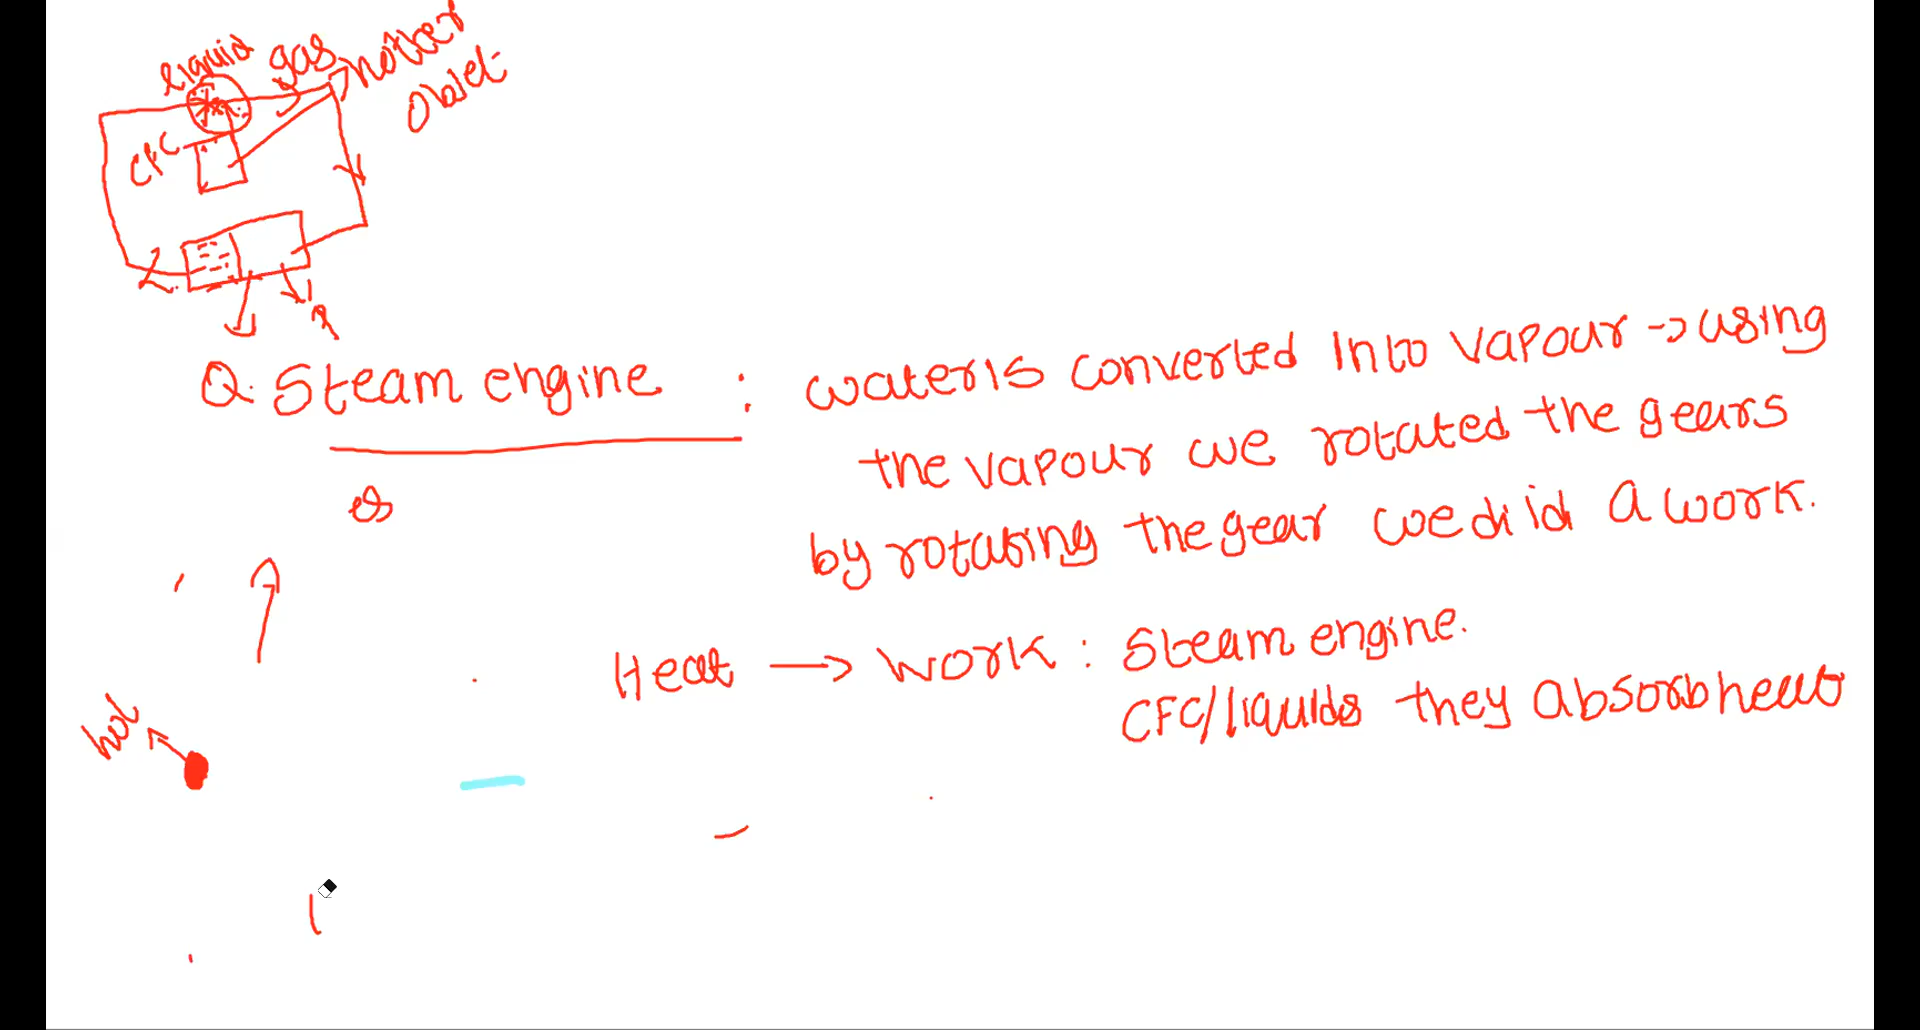 liquid gas hotter
Object
CFC
Q. Steam engine : water is converted into vapour → using
the vapour we rotated the gears
by rotating the gear we did a work.
Heat → Work : Steam engine.
CFC/liquids they absorb heat
hot